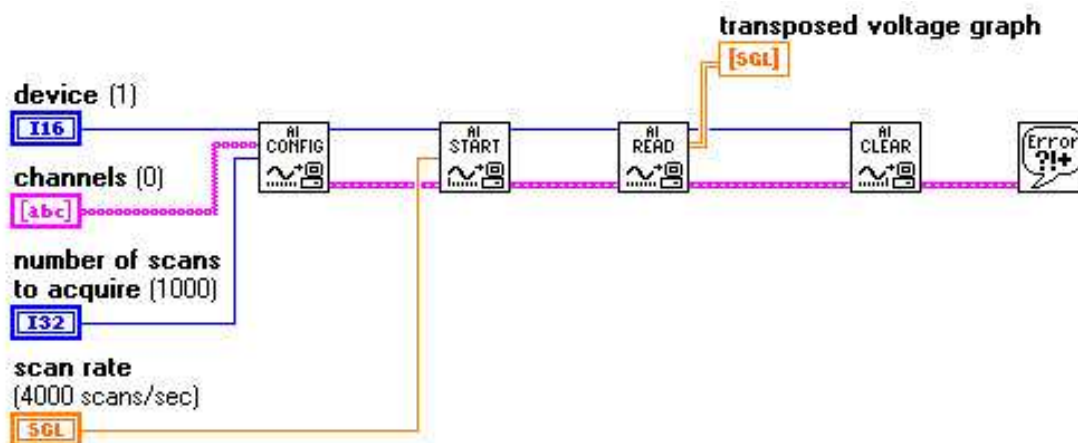 transposed voltage graph
[SGL]
device (1)
I16
channels (0)
[abc]
number of scans
to acquire (1000)
I32
scan rate
(4000 scans/sec)
SGL
AI
CONFIG
AI
START
AI
READ
AI
CLEAR
Error
?!+